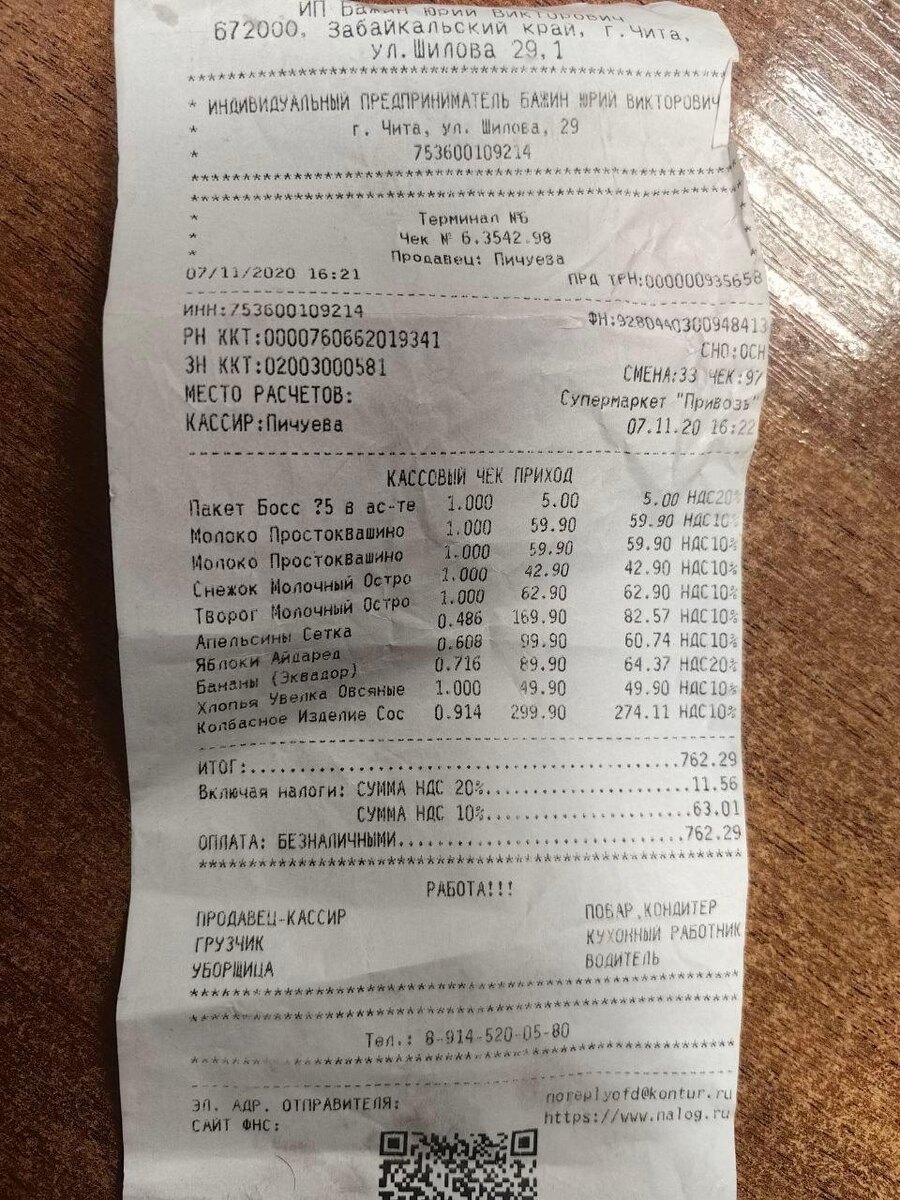 ИП Бажин Юрий Викторович
672000, Забайкальский край, г.Чита,
ул.Шилова 29,1
********************************************
* ИНДИВИДУАЛЬНЫЙ ПРЕДПРИНИМАТЕЛЬ БАЖИН ЮРИЙ ВИКТОРОВИЧ
* г. Чита, ул. Шилова, 29
* 753600109214
********************************************
********************************************
* Терминал №6 *
* Чек № 6.3542.98 *
* Продавец: Пичуева *
07/11/2020 16:21 ПРД ТРН:000000935658
ИНН:753600109214 ФН:9280440300948413
РН ККТ:0000760662019341 СНО:ОСН
ЗН ККТ:02003000581 СМЕНА:33 ЧЕК:97
МЕСТО РАСЧЕТОВ: Супермаркет "Привозъ"
КАССИР:Пичуева 07.11.20 16:22
КАССОВЫЙ ЧЕК ПРИХОД
Пакет Босс ?5 в ас-те 1.000 5.00 5.00 НДС20%
Молоко Простоквашино 1.000 59.90 59.90 НДС10%
Молоко Простоквашино 1.000 59.90 59.90 НДС10%
Снежок Молочный Остро 1.000 42.90 42.90 НДС10%
Творог Молочный Остро 1.000 62.90 62.90 НДС10%
Апельсины Сетка 0.486 169.90 82.57 НДС10%
Яблоки Айдаред 0.608 99.90 60.74 НДС10%
Бананы (Эквадор) 0.716 89.90 64.37 НДС20%
Хлопья Увелка Овсяные 1.000 49.90 49.90 НДС10%
Колбасное Изделие Сос 0.914 299.90 274.11 НДС10%
ИТОГ:........................................762.29
Включая налоги: СУММА НДС 20%.....................11.56
СУММА НДС 10%.....................63.01
ОПЛАТА: БЕЗНАЛИЧНЫМИ.............................762.29
********************************************
РАБОТА!!!
ПРОДАВЕЦ-КАССИР ПОВАР,КОНДИТЕР
ГРУЗЧИК КУХОННЫЙ РАБОТНИК
УБОРЩИЦА ВОДИТЕЛЬ
********************************************
********************************************
Тел.: 8-914-520-05-80
********************************************
ЭЛ. АДР. ОТПРАВИТЕЛЯ: noreplyofd@kontur.ru
САЙТ ФНС: https://www.nalog.ru